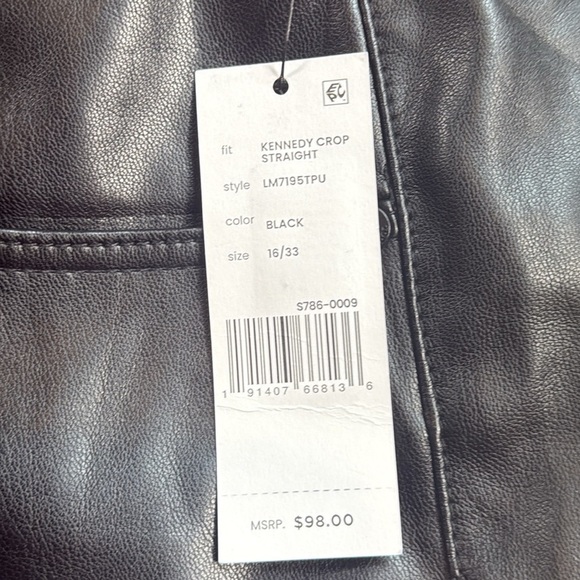 fit KENNEDY CROP
STRAIGHT
style LM7195TPU
color BLACK
size 16/33
S786-0009
1 91407 66813 6
MSRP. $98.00